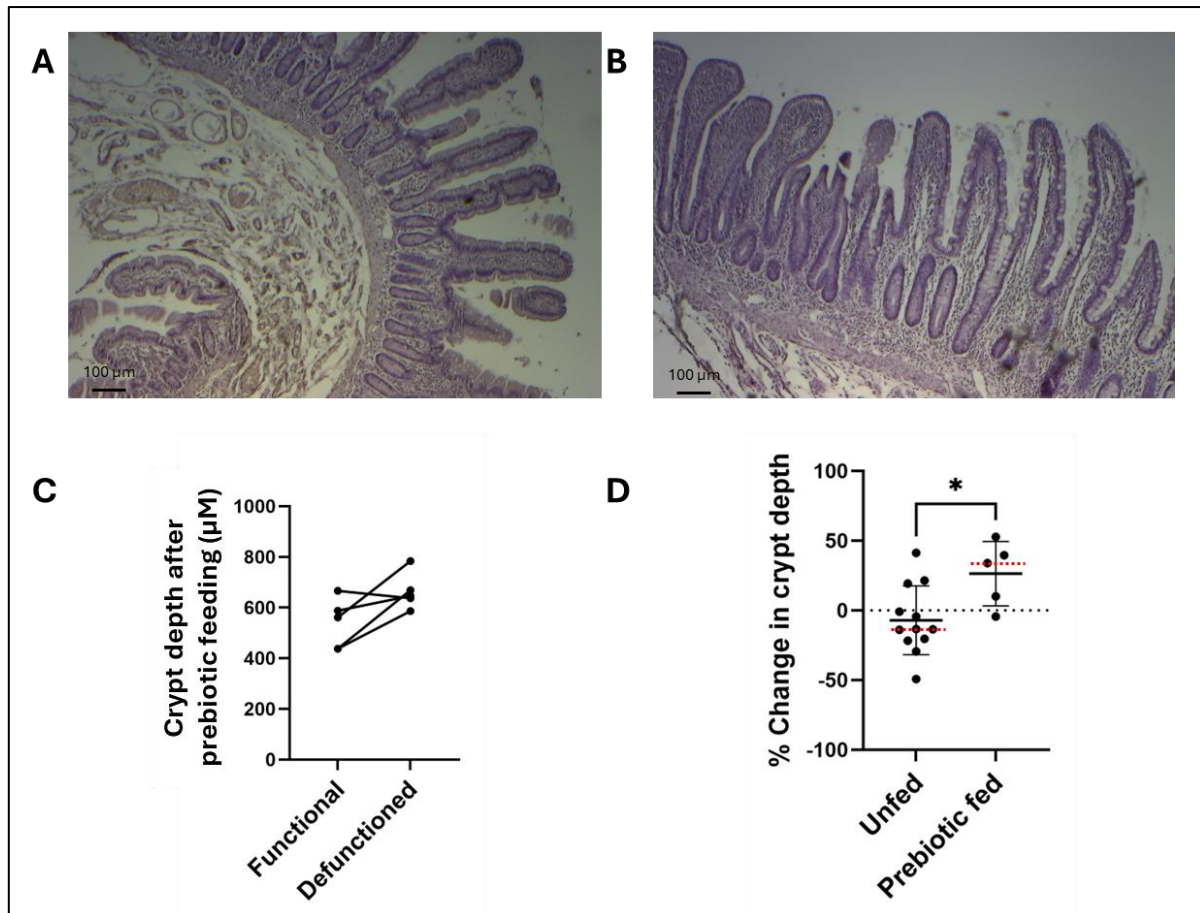 A
B
100 µm
100 µm
C
Crypt depth after
prebiotic feeding (µM)
1000
800
600
400
200
0
Functional
Defunctioned
D
% Change in crypt depth
100
50
0
-50
-100
*
Unfed
Prebiotic fed